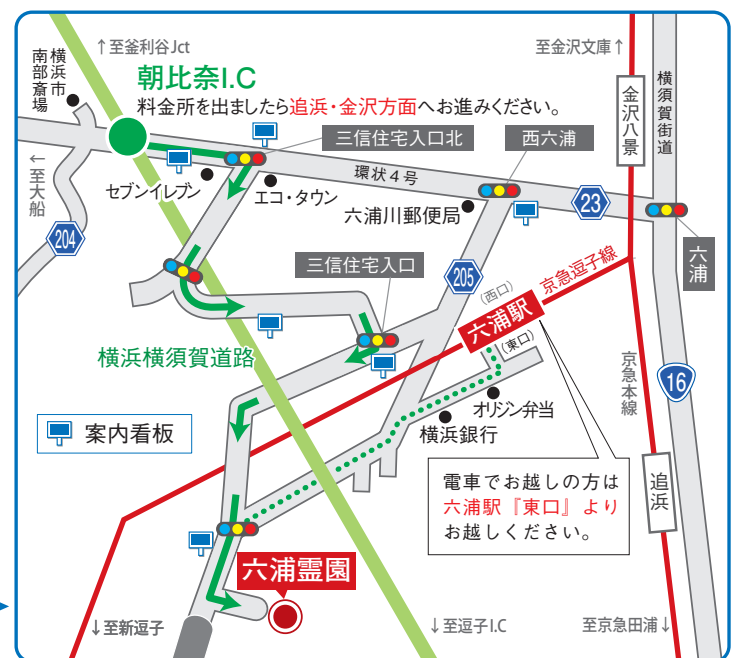 ↑至釜利谷Jct
至金沢文庫↑
横浜市
南部斎場
朝比奈I.C
料金所を出ましたら追浜・金沢方面へお進みください。
金沢八景
横須賀街道
三信住宅入口北
西六浦
←至大船
環状4号
セブンイレブン
エコ・タウン
六浦川郵便局
23
204
六浦
三信住宅入口
205
京急逗子線
(西口)
六浦駅
(東口)
横浜横須賀道路
京急本線
16
オリジン弁当
横浜銀行
案内看板
電車でお越しの方は
六浦駅『東口』より
お越しください。
追浜
六浦霊園
↓至新逗子
↓至逗子I.C
至京急田浦↓